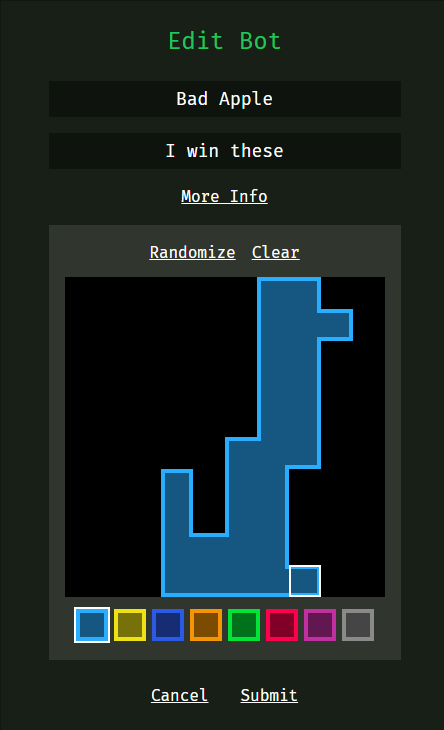 Edit Bot
Bad Apple
I win these
More Info
Randomize Clear
Cancel Submit